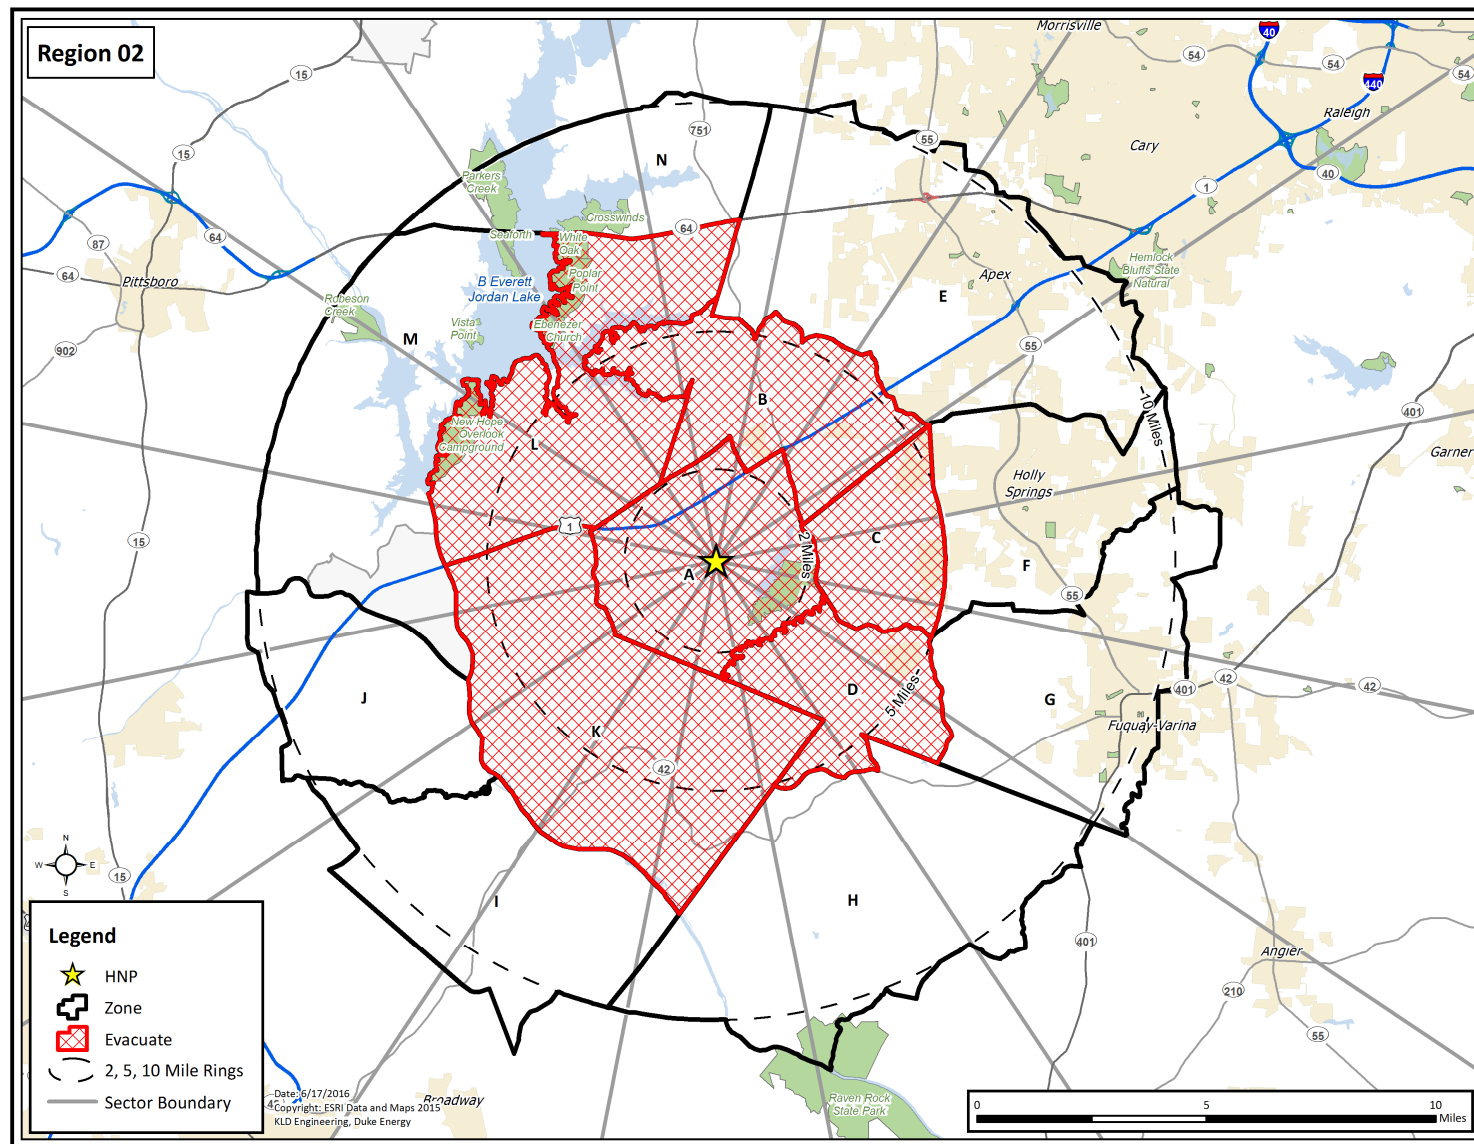 Region 02
Morrisville
40
54
54
54
440
15
Raleigh
751
55
Cary
15
N
40
Parkers
Creek
1
Crosswinds
64
64
87
Seaforth
White
Oak
Hemlock
Bluffs State
Natural
64
Pittsboro
B Everett
Jordan Lake
Poplar
Point
Apex
E
Robeson
Creek
Vista
Point
Ebenezer
Church
M
55
902
B
10 Miles
401
New Hope
Overlook
Campground
L
Garner
Holly
Springs
1
15
2 Miles
C
A
F
55
J
D
5 Miles
G
42
401
42
K
Fuquay-Varina
42
N
W
E
S
15
I
H
401
Angier
210
55
Legend
HNP
Zone
Evacuate
2, 5, 10 Mile Rings
Sector Boundary
Date: 6/17/2016
Copyright: ESRI Data and Maps 2015
KLD Engineering, Duke Energy
Broadway
Raven Rock
State Park
0
5
10
Miles